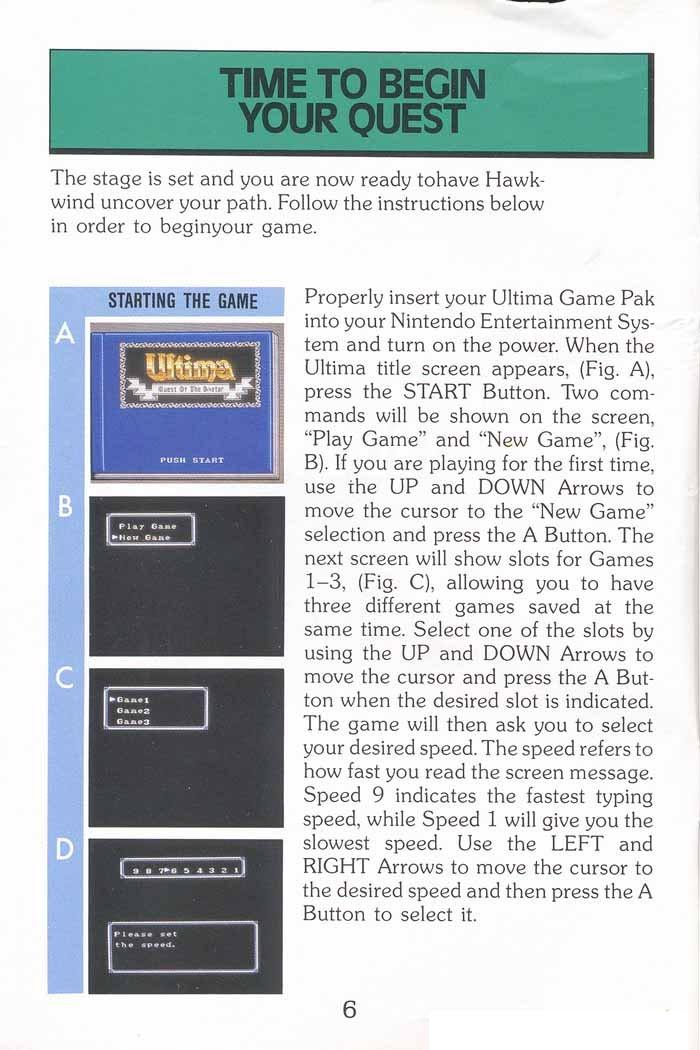 TIME TO BEGIN
YOUR QUEST
The stage is set and you are now ready tohave Hawk-
wind uncover your path. Follow the instructions below
in order to beginyour game.
STARTING THE GAME
A
Ultima
Quest Of The Avatar
PUSH START
B
Play Game
▶New Game
C
▶Game1
Game2
Game3
D
9 8 7▶6 5 4 3 2 1
Please set
the speed.
Properly insert your Ultima Game Pak
into your Nintendo Entertainment Sys-
tem and turn on the power. When the
Ultima title screen appears, (Fig. A),
press the START Button. Two com-
mands will be shown on the screen,
“Play Game” and “New Game”, (Fig.
B). If you are playing for the first time,
use the UP and DOWN Arrows to
move the cursor to the “New Game”
selection and press the A Button. The
next screen will show slots for Games
1–3, (Fig. C), allowing you to have
three different games saved at the
same time. Select one of the slots by
using the UP and DOWN Arrows to
move the cursor and press the A But-
ton when the desired slot is indicated.
The game will then ask you to select
your desired speed. The speed refers to
how fast you read the screen message.
Speed 9 indicates the fastest typing
speed, while Speed 1 will give you the
slowest speed. Use the LEFT and
RIGHT Arrows to move the cursor to
the desired speed and then press the A
Button to select it.
6